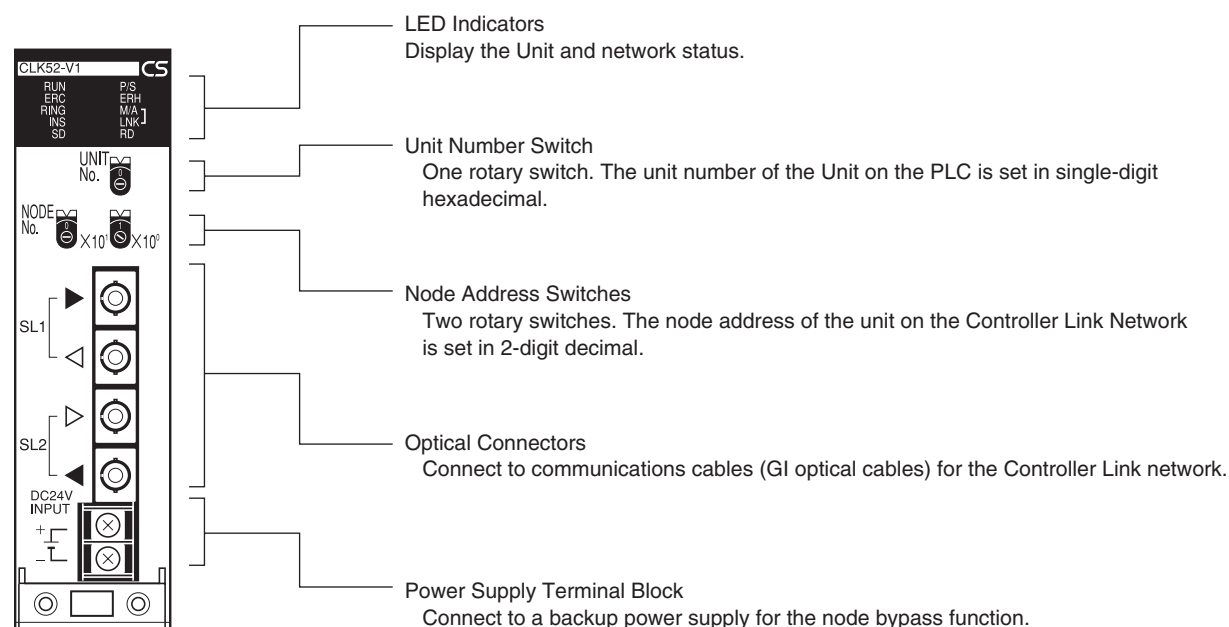 LED Indicators
Display the Unit and network status.
CLK52-V1 CS
RUN P/S
ERC ERH
RING M/A
INS LNK
SD RD
UNIT
No.
0
Unit Number Switch
One rotary switch. The unit number of the Unit on the PLC is set in single-digit
hexadecimal.
NODE
No.
0 1
X10¹ X10⁰
Node Address Switches
Two rotary switches. The node address of the unit on the Controller Link Network
is set in 2-digit decimal.
SL1
SL2
Optical Connectors
Connect to communications cables (GI optical cables) for the Controller Link network.
DC24V
INPUT
+
–
Power Supply Terminal Block
Connect to a backup power supply for the node bypass function.